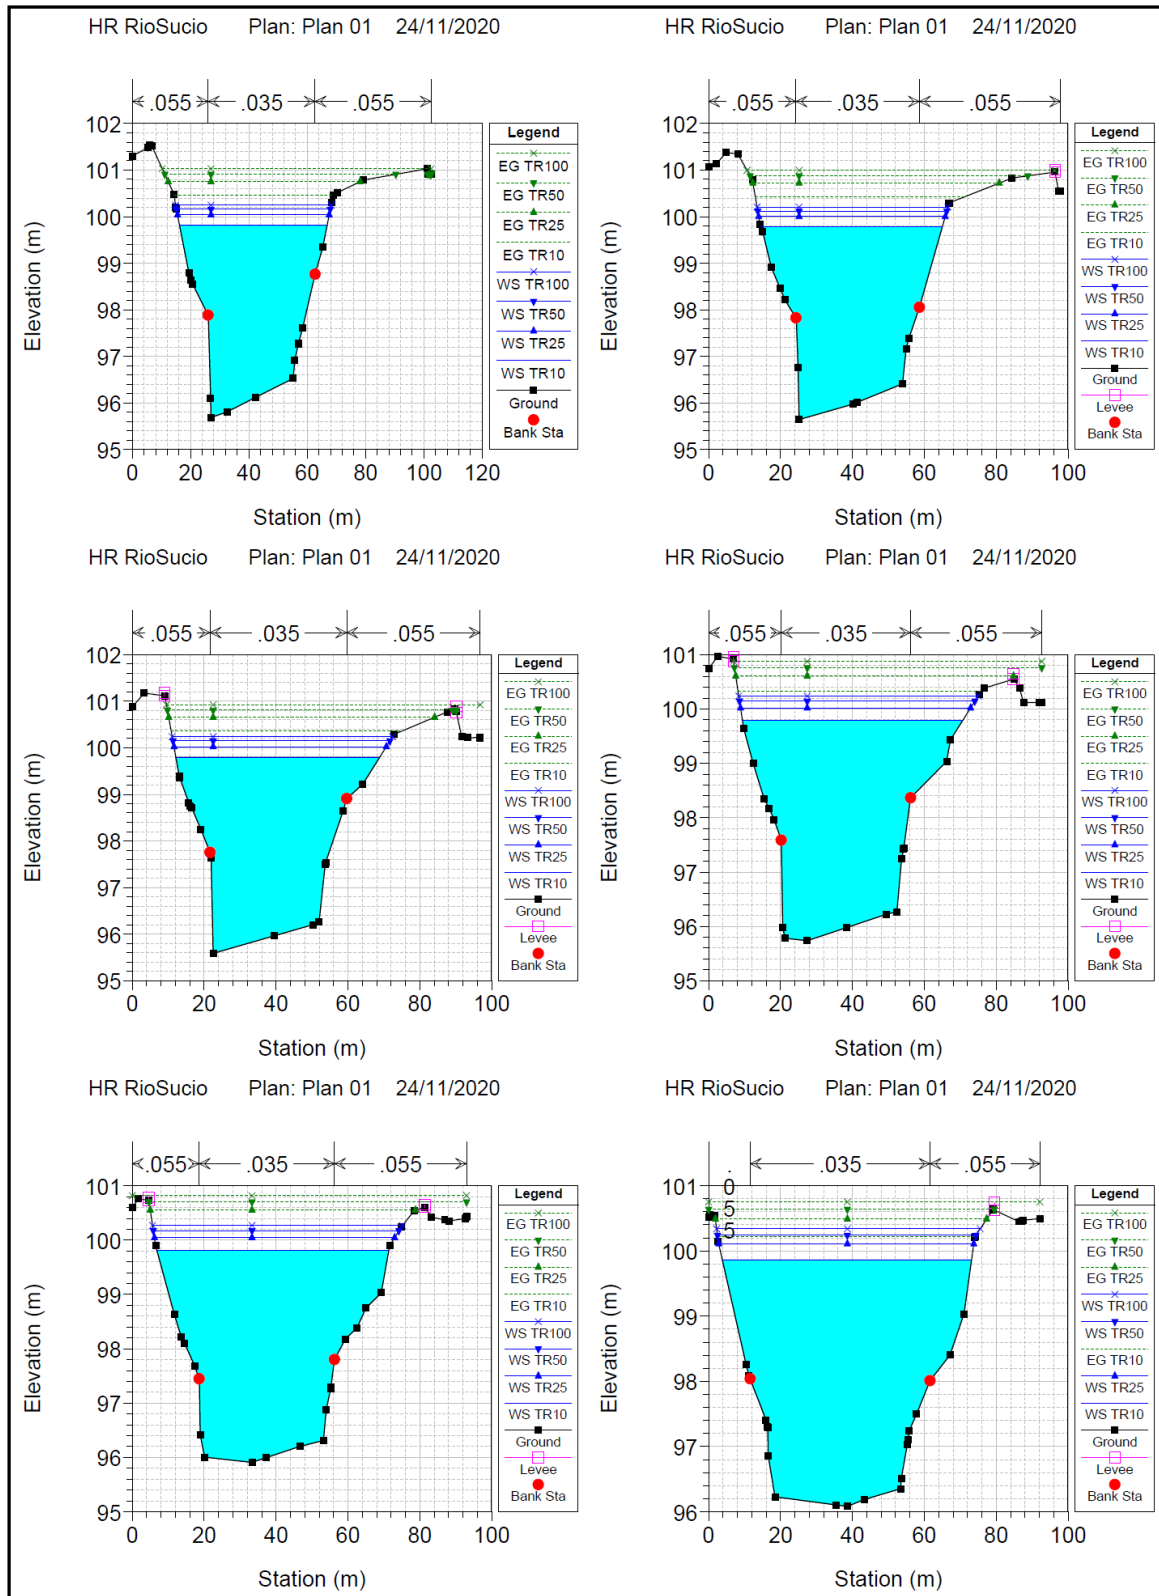 HR RioSucio Plan: Plan 01 24/11/2020
.055 .035 .055
102
101
100
99
98
97
96
95
0 20 40 60 80 100 120
Elevation (m)
Station (m)
Legend
EG TR100
EG TR50
EG TR25
EG TR10
WS TR100
WS TR50
WS TR25
WS TR10
Ground
Bank Sta
HR RioSucio Plan: Plan 01 24/11/2020
.055 .035 .055
102
101
100
99
98
97
96
95
0 20 40 60 80 100
Elevation (m)
Station (m)
Legend
EG TR100
EG TR50
EG TR25
EG TR10
WS TR100
WS TR50
WS TR25
WS TR10
Ground
Levee
Bank Sta
HR RioSucio Plan: Plan 01 24/11/2020
.055 .035 .055
102
101
100
99
98
97
96
95
0 20 40 60 80 100
Elevation (m)
Station (m)
Legend
EG TR100
EG TR50
EG TR25
EG TR10
WS TR100
WS TR50
WS TR25
WS TR10
Ground
Levee
Bank Sta
HR RioSucio Plan: Plan 01 24/11/2020
.055 .035 .055
101
100
99
98
97
96
95
0 20 40 60 80 100
Elevation (m)
Station (m)
Legend
EG TR100
EG TR50
EG TR25
EG TR10
WS TR100
WS TR50
WS TR25
WS TR10
Ground
Levee
Bank Sta
HR RioSucio Plan: Plan 01 24/11/2020
.055 .035 .055
101
100
99
98
97
96
95
0 20 40 60 80 100
Elevation (m)
Station (m)
Legend
EG TR100
EG TR50
EG TR25
EG TR10
WS TR100
WS TR50
WS TR25
WS TR10
Ground
Levee
Bank Sta
HR RioSucio Plan: Plan 01 24/11/2020
.055 .035 .055
101
100
99
98
97
96
0 20 40 60 80 100
Elevation (m)
Station (m)
Legend
EG TR100
EG TR50
EG TR25
WS TR100
WS TR50
EG TR10
WS TR25
WS TR10
Ground
Levee
Bank Sta